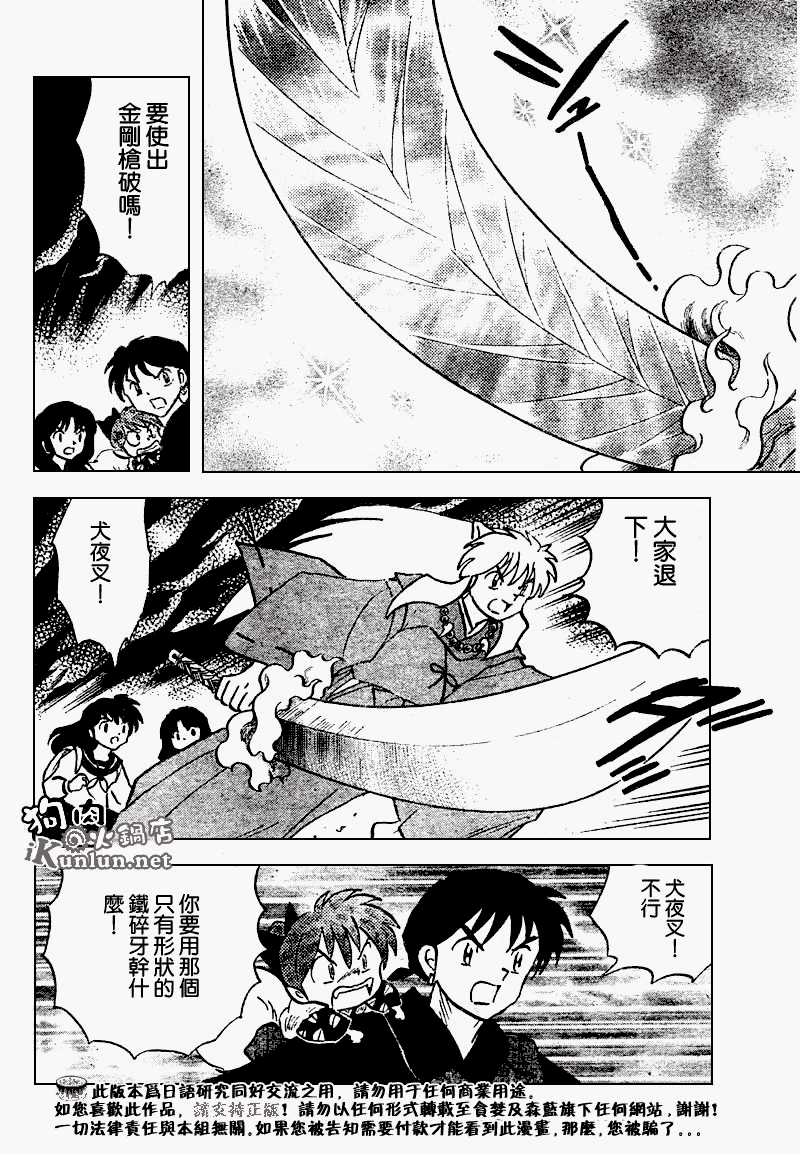 要使出
金剛槍破嗎！
大家退
下！
犬夜叉！
犬夜叉！
不行
你要用那個
只有形狀的
鐵碎牙幹什
麼！
狗肉
火鍋店
iKunlun.net
此版本爲日語研究同好交流之用，請勿用于任何商業用途。
如您喜歡此作品，請支持正版！請勿以任何形式轉載至貪婪及森藍旗下任何網站，謝謝！
一切法律責任與本組無關。如果您被告知需要付款才能看到此漫畫，那麼，您被騙了...